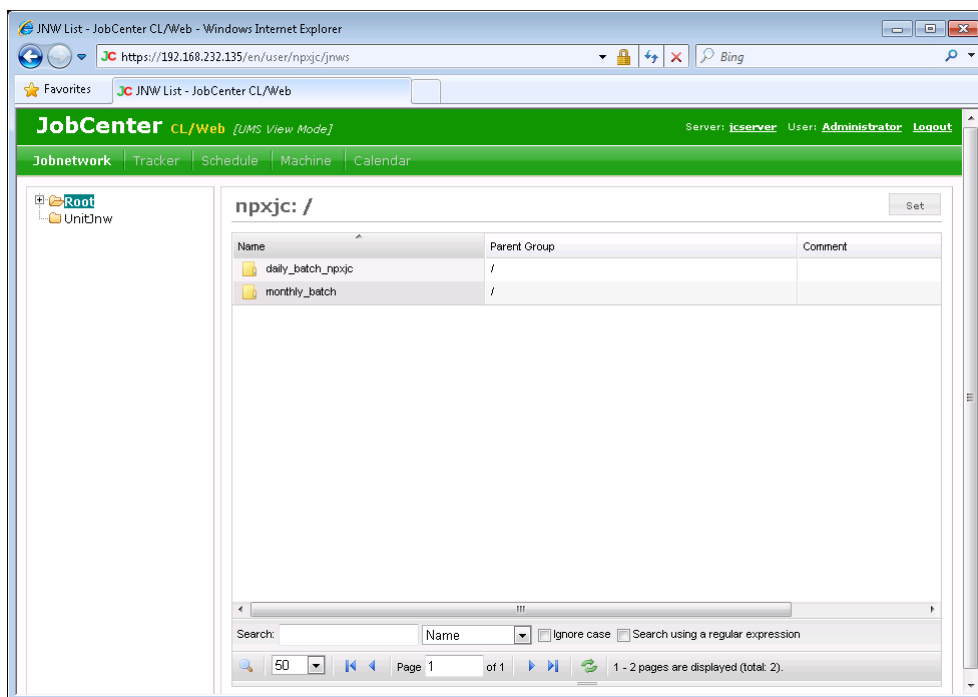 JNW List - JobCenter CL/Web - Windows Internet Explorer
JC https://192.168.232.135/en/user/npxjc/jnws
Bing
Favorites JC JNW List - JobCenter CL/Web
JobCenter CL/Web [UMS View Mode] Server: jcserver User: Administrator Logout
Jobnetwork Tracker Schedule Machine Calendar
Root
UnitJnw
npxjc: / Set
Name Parent Group Comment
daily_batch_npxjc /
monthly_batch /
Search: Name Ignore case Search using a regular expression
50 Page 1 of 1 1 - 2 pages are displayed (total: 2).